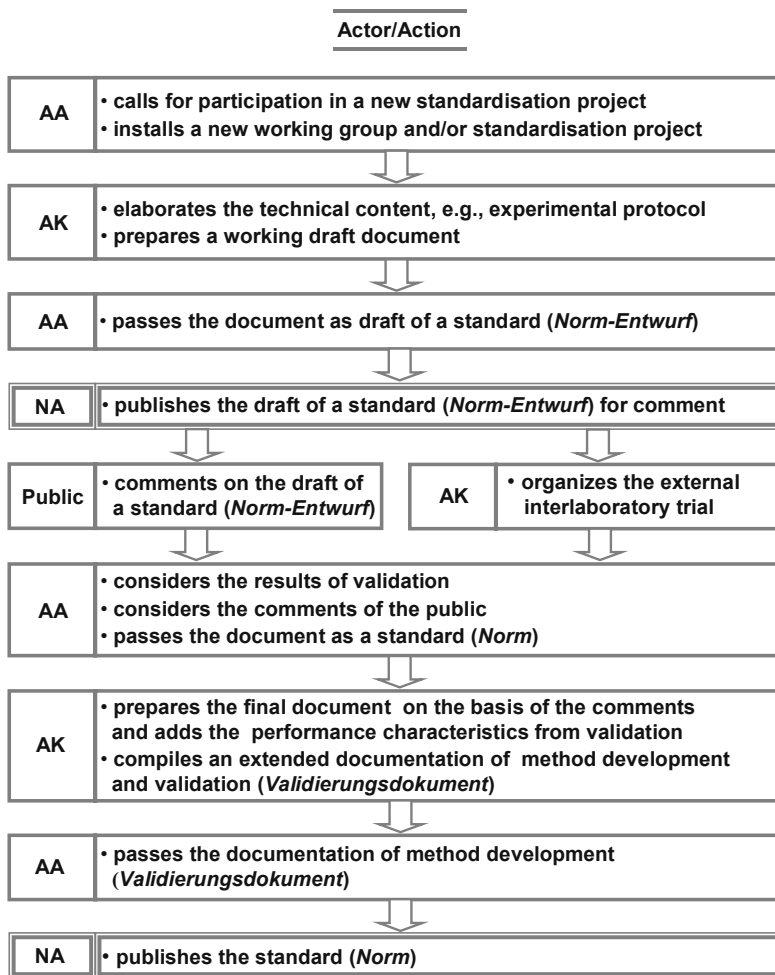 Actor/Action
AA
• calls for participation in a new standardisation project
• installs a new working group and/or standardisation project
AK
• elaborates the technical content, e.g., experimental protocol
• prepares a working draft document
AA
• passes the document as draft of a standard (Norm-Entwurf)
NA
• publishes the draft of a standard (Norm-Entwurf) for comment
Public
• comments on the draft of
a standard (Norm-Entwurf)
AK
• organizes the external
interlaboratory trial
AA
• considers the results of validation
• considers the comments of the public
• passes the document as a standard (Norm)
AK
• prepares the final document on the basis of the comments
and adds the performance characteristics from validation
• compiles an extended documentation of method development
and validation (Validierungsdokument)
AA
• passes the documentation of method development
(Validierungsdokument)
NA
• publishes the standard (Norm)